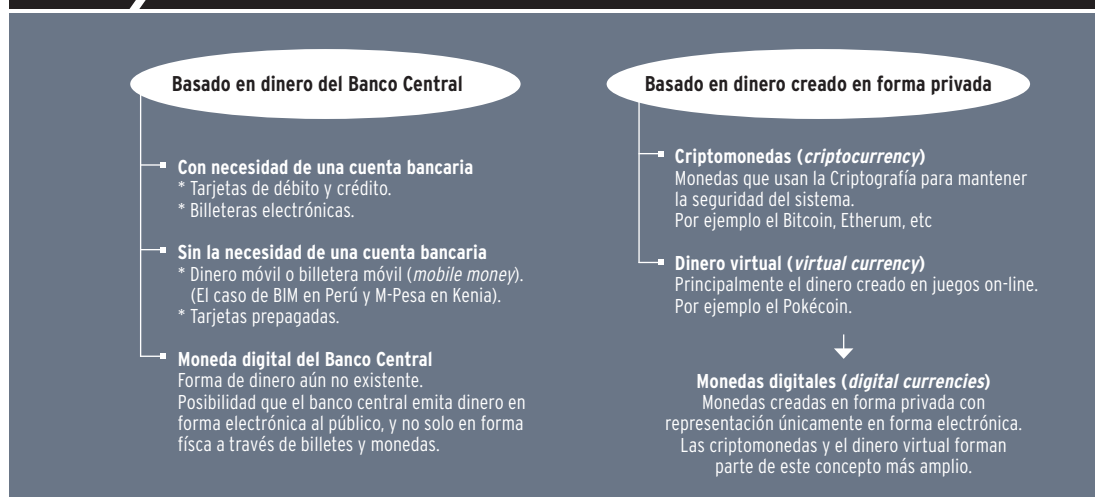 Basado en dinero del Banco Central
Con necesidad de una cuenta bancaria
* Tarjetas de débito y crédito.
* Billeteras electrónicas.
Sin la necesidad de una cuenta bancaria
* Dinero móvil o billetera móvil (mobile money).
(El caso de BIM en Perú y M-Pesa en Kenia).
* Tarjetas prepagadas.
Moneda digital del Banco Central
Forma de dinero aún no existente.
Posibilidad que el banco central emita dinero en
forma electrónica al público, y no solo en forma
físca a través de billetes y monedas.
Basado en dinero creado en forma privada
Criptomonedas (criptocurrency)
Monedas que usan la Criptografía para mantener
la seguridad del sistema.
Por ejemplo el Bitcoin, Etherum, etc
Dinero virtual (virtual currency)
Principalmente el dinero creado en juegos on-line.
Por ejemplo el Pokécoin.
Monedas digitales (digital currencies)
Monedas creadas en forma privada con
representación únicamente en forma electrónica.
Las criptomonedas y el dinero virtual forman
parte de este concepto más amplio.